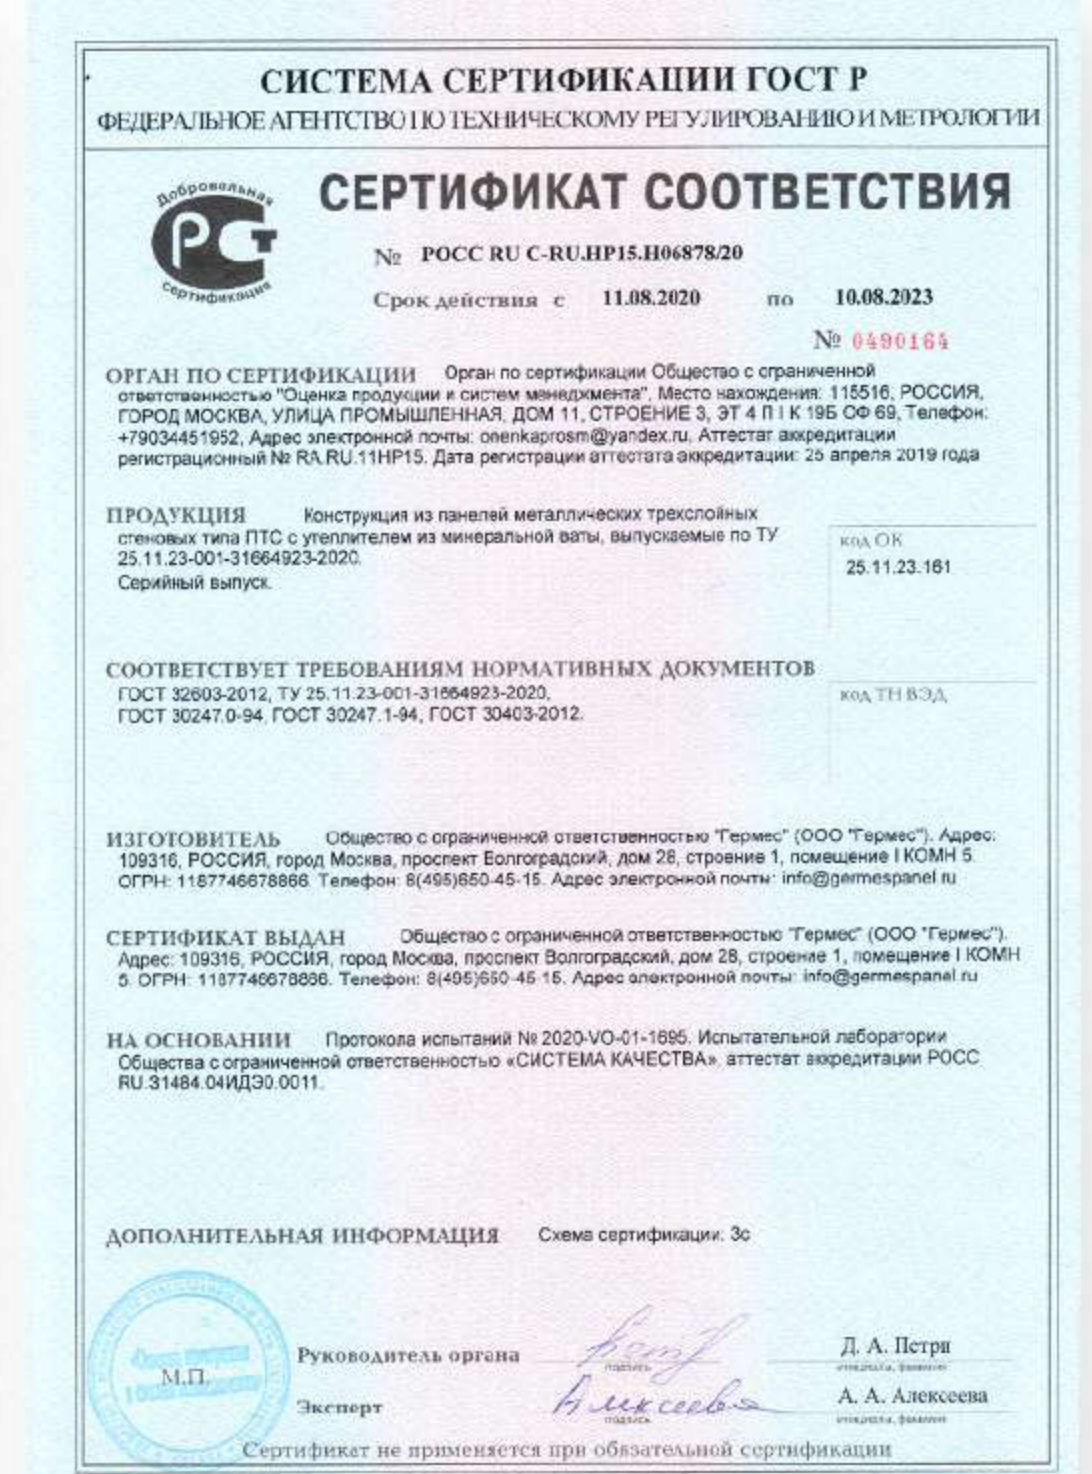 СИСТЕМА СЕРТИФИКАЦИИ ГОСТ Р
ФЕДЕРАЛЬНОЕ АГЕНТСТВО ПО ТЕХНИЧЕСКОМУ РЕГУЛИРОВАНИЮ И МЕТРОЛОГИИ
Добровольная
РСТ
сертификация
СЕРТИФИКАТ СООТВЕТСТВИЯ
№ РОСС RU С-RU.НР15.Н06878/20
Срок действия с 11.08.2020 по 10.08.2023
№ 0490164
ОРГАН ПО СЕРТИФИКАЦИИ Орган по сертификации Общество с ограниченной
ответственностью "Оценка продукции и систем менеджмента", Место нахождения: 115516, РОССИЯ,
ГОРОД МОСКВА, УЛИЦА ПРОМЫШЛЕННАЯ, ДОМ 11, СТРОЕНИЕ 3, ЭТ 4 П I К 19Б ОФ 69, Телефон:
+79034451952, Адрес электронной почты: onenkaprosm@yandex.ru, Аттестат аккредитации
регистрационный № RA.RU.11НР15. Дата регистрации аттестата аккредитации: 25 апреля 2019 года
ПРОДУКЦИЯ Конструкция из панелей металлических трехслойных
стеновых типа ПТС с утеплителем из минеральной ваты, выпускаемые по ТУ
25.11.23-001-31664923-2020.
Серийный выпуск.
код ОК
25.11.23.161
СООТВЕТСТВУЕТ ТРЕБОВАНИЯМ НОРМАТИВНЫХ ДОКУМЕНТОВ
ГОСТ 32603-2012, ТУ 25.11.23-001-31664923-2020,
ГОСТ 30247.0-94, ГОСТ 30247.1-94, ГОСТ 30403-2012.
код ТН ВЭД
ИЗГОТОВИТЕЛЬ Общество с ограниченной ответственностью "Гермес" (ООО "Гермес"). Адрес:
109316, РОССИЯ, город Москва, проспект Волгоградский, дом 28, строение 1, помещение I КОМН 5.
ОГРН: 1187746678866. Телефон: 8(495)650-45-15. Адрес электронной почты: info@germespanel.ru
СЕРТИФИКАТ ВЫДАН Общество с ограниченной ответственностью "Гермес" (ООО "Гермес").
Адрес: 109316, РОССИЯ, город Москва, проспект Волгоградский, дом 28, строение 1, помещение I КОМН
5. ОГРН: 1187746678866. Телефон: 8(495)650-45-15. Адрес электронной почты: info@germespanel.ru
НА ОСНОВАНИИ Протокола испытаний № 2020-VO-01-1695. Испытательной лаборатории
Общества с ограниченной ответственностью «СИСТЕМА КАЧЕСТВА», аттестат аккредитации РОСС
RU.31484.04ИДЭ0.0011.
ДОПОЛНИТЕЛЬНАЯ ИНФОРМАЦИЯ Схема сертификации: 3с
М.П.
Руководитель органа
подпись
Д. А. Петри
инициалы, фамилия
Эксперт
Алексеева
подпись
А. А. Алексеева
инициалы, фамилия
Сертификат не применяется при обязательной сертификации